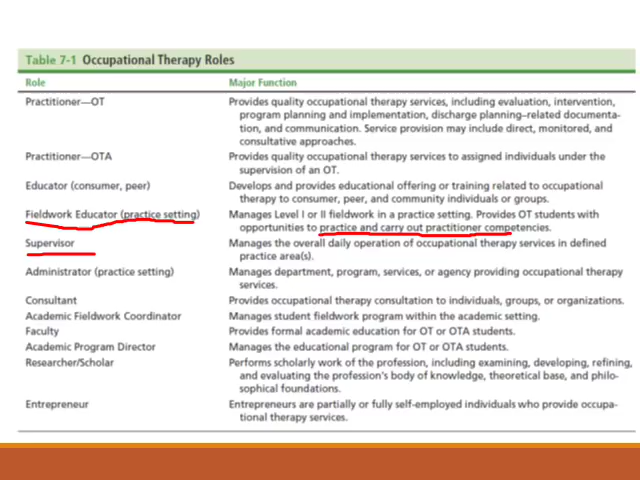 Table 7-1 Occupational Therapy Roles
Role Major Function
Practitioner—OT Provides quality occupational therapy services, including evaluation, intervention,
program planning and implementation, discharge planning–related documenta-
tion, and communication. Service provision may include direct, monitored, and
consultative approaches.
Practitioner—OTA Provides quality occupational therapy services to assigned individuals under the
supervision of an OT.
Educator (consumer, peer) Develops and provides educational offering or training related to occupational
therapy to consumer, peer, and community individuals or groups.
Fieldwork Educator (practice setting) Manages Level I or II fieldwork in a practice setting. Provides OT students with
opportunities to practice and carry out practitioner competencies.
Supervisor Manages the overall daily operation of occupational therapy services in defined
practice area(s).
Administrator (practice setting) Manages department, program, services, or agency providing occupational therapy
services.
Consultant Provides occupational therapy consultation to individuals, groups, or organizations.
Academic Fieldwork Coordinator Manages student fieldwork program within the academic setting.
Faculty Provides formal academic education for OT or OTA students.
Academic Program Director Manages the educational program for OT or OTA students.
Researcher/Scholar Performs scholarly work of the profession, including examining, developing, refining,
and evaluating the profession's body of knowledge, theoretical base, and philo-
sophical foundations.
Entrepreneur Entrepreneurs are partially or fully self-employed individuals who provide occupa-
tional therapy services.